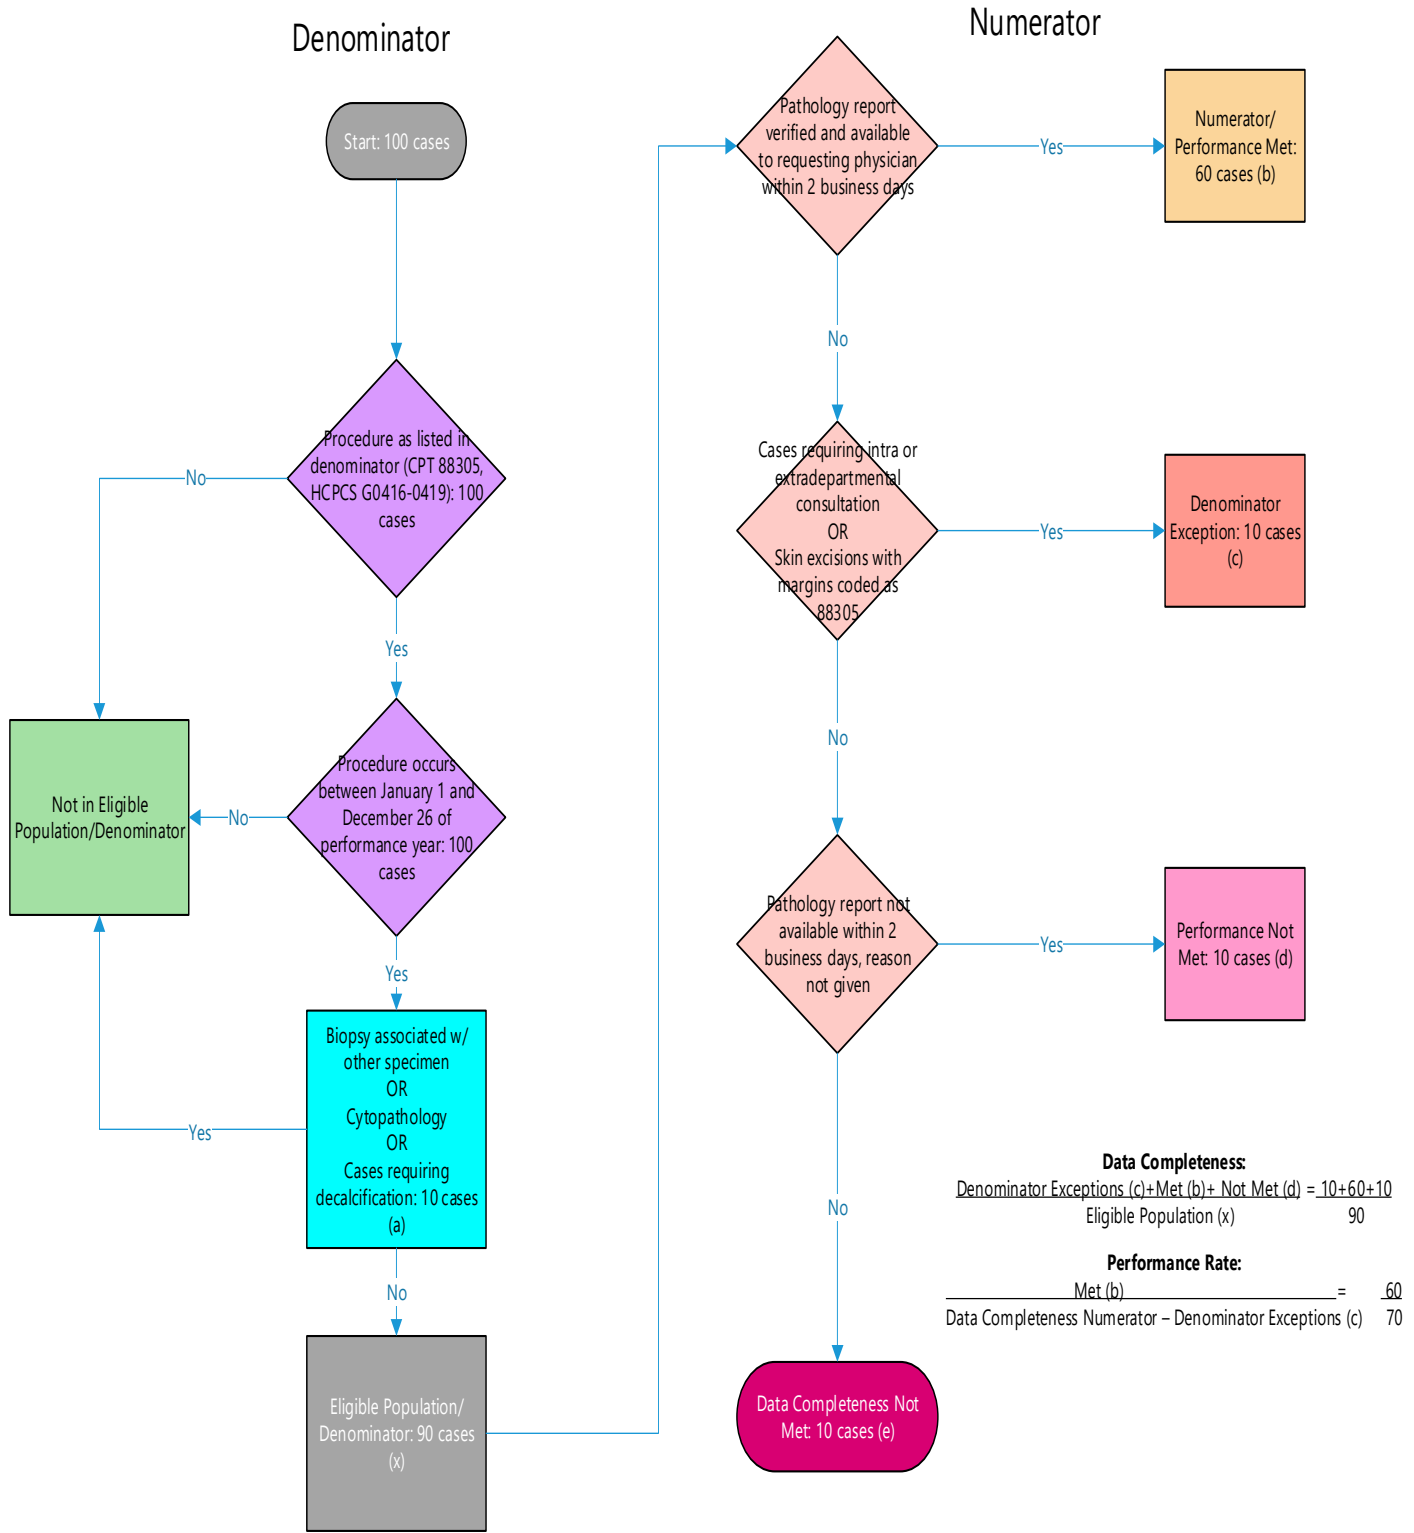 Denominator
Start: 100 cases
Procedure as listed in
denominator (CPT 88305,
HCPCS G0416-0419): 100
cases
No
Yes
Procedure occurs
between January 1 and
December 26 of
performance year: 100
cases
No
Not in Eligible
Population/Denominator
Yes
Biopsy associated w/
other specimen
OR
Cytopathology
OR
Cases requiring
decalcification: 10 cases
(a)
Yes
No
Eligible Population/
Denominator: 90 cases
(x)
Numerator
Pathology report
verified and available
to requesting physician
within 2 business days
Yes
Numerator/
Performance Met:
60 cases (b)
No
Cases requiring intra or
extradepartmental
consultation
OR
Skin excisions with
margins coded as
88305
Yes
Denominator
Exception: 10 cases
(c)
No
Pathology report not
available within 2
business days, reason
not given
Yes
Performance Not
Met: 10 cases (d)
No
Data Completeness Not
Met: 10 cases (e)
Data Completeness:
Denominator Exceptions (c)+Met (b)+ Not Met (d) = 10+60+10
Eligible Population (x) 90
Performance Rate:
Met (b) = 60
Data Completeness Numerator – Denominator Exceptions (c) 70